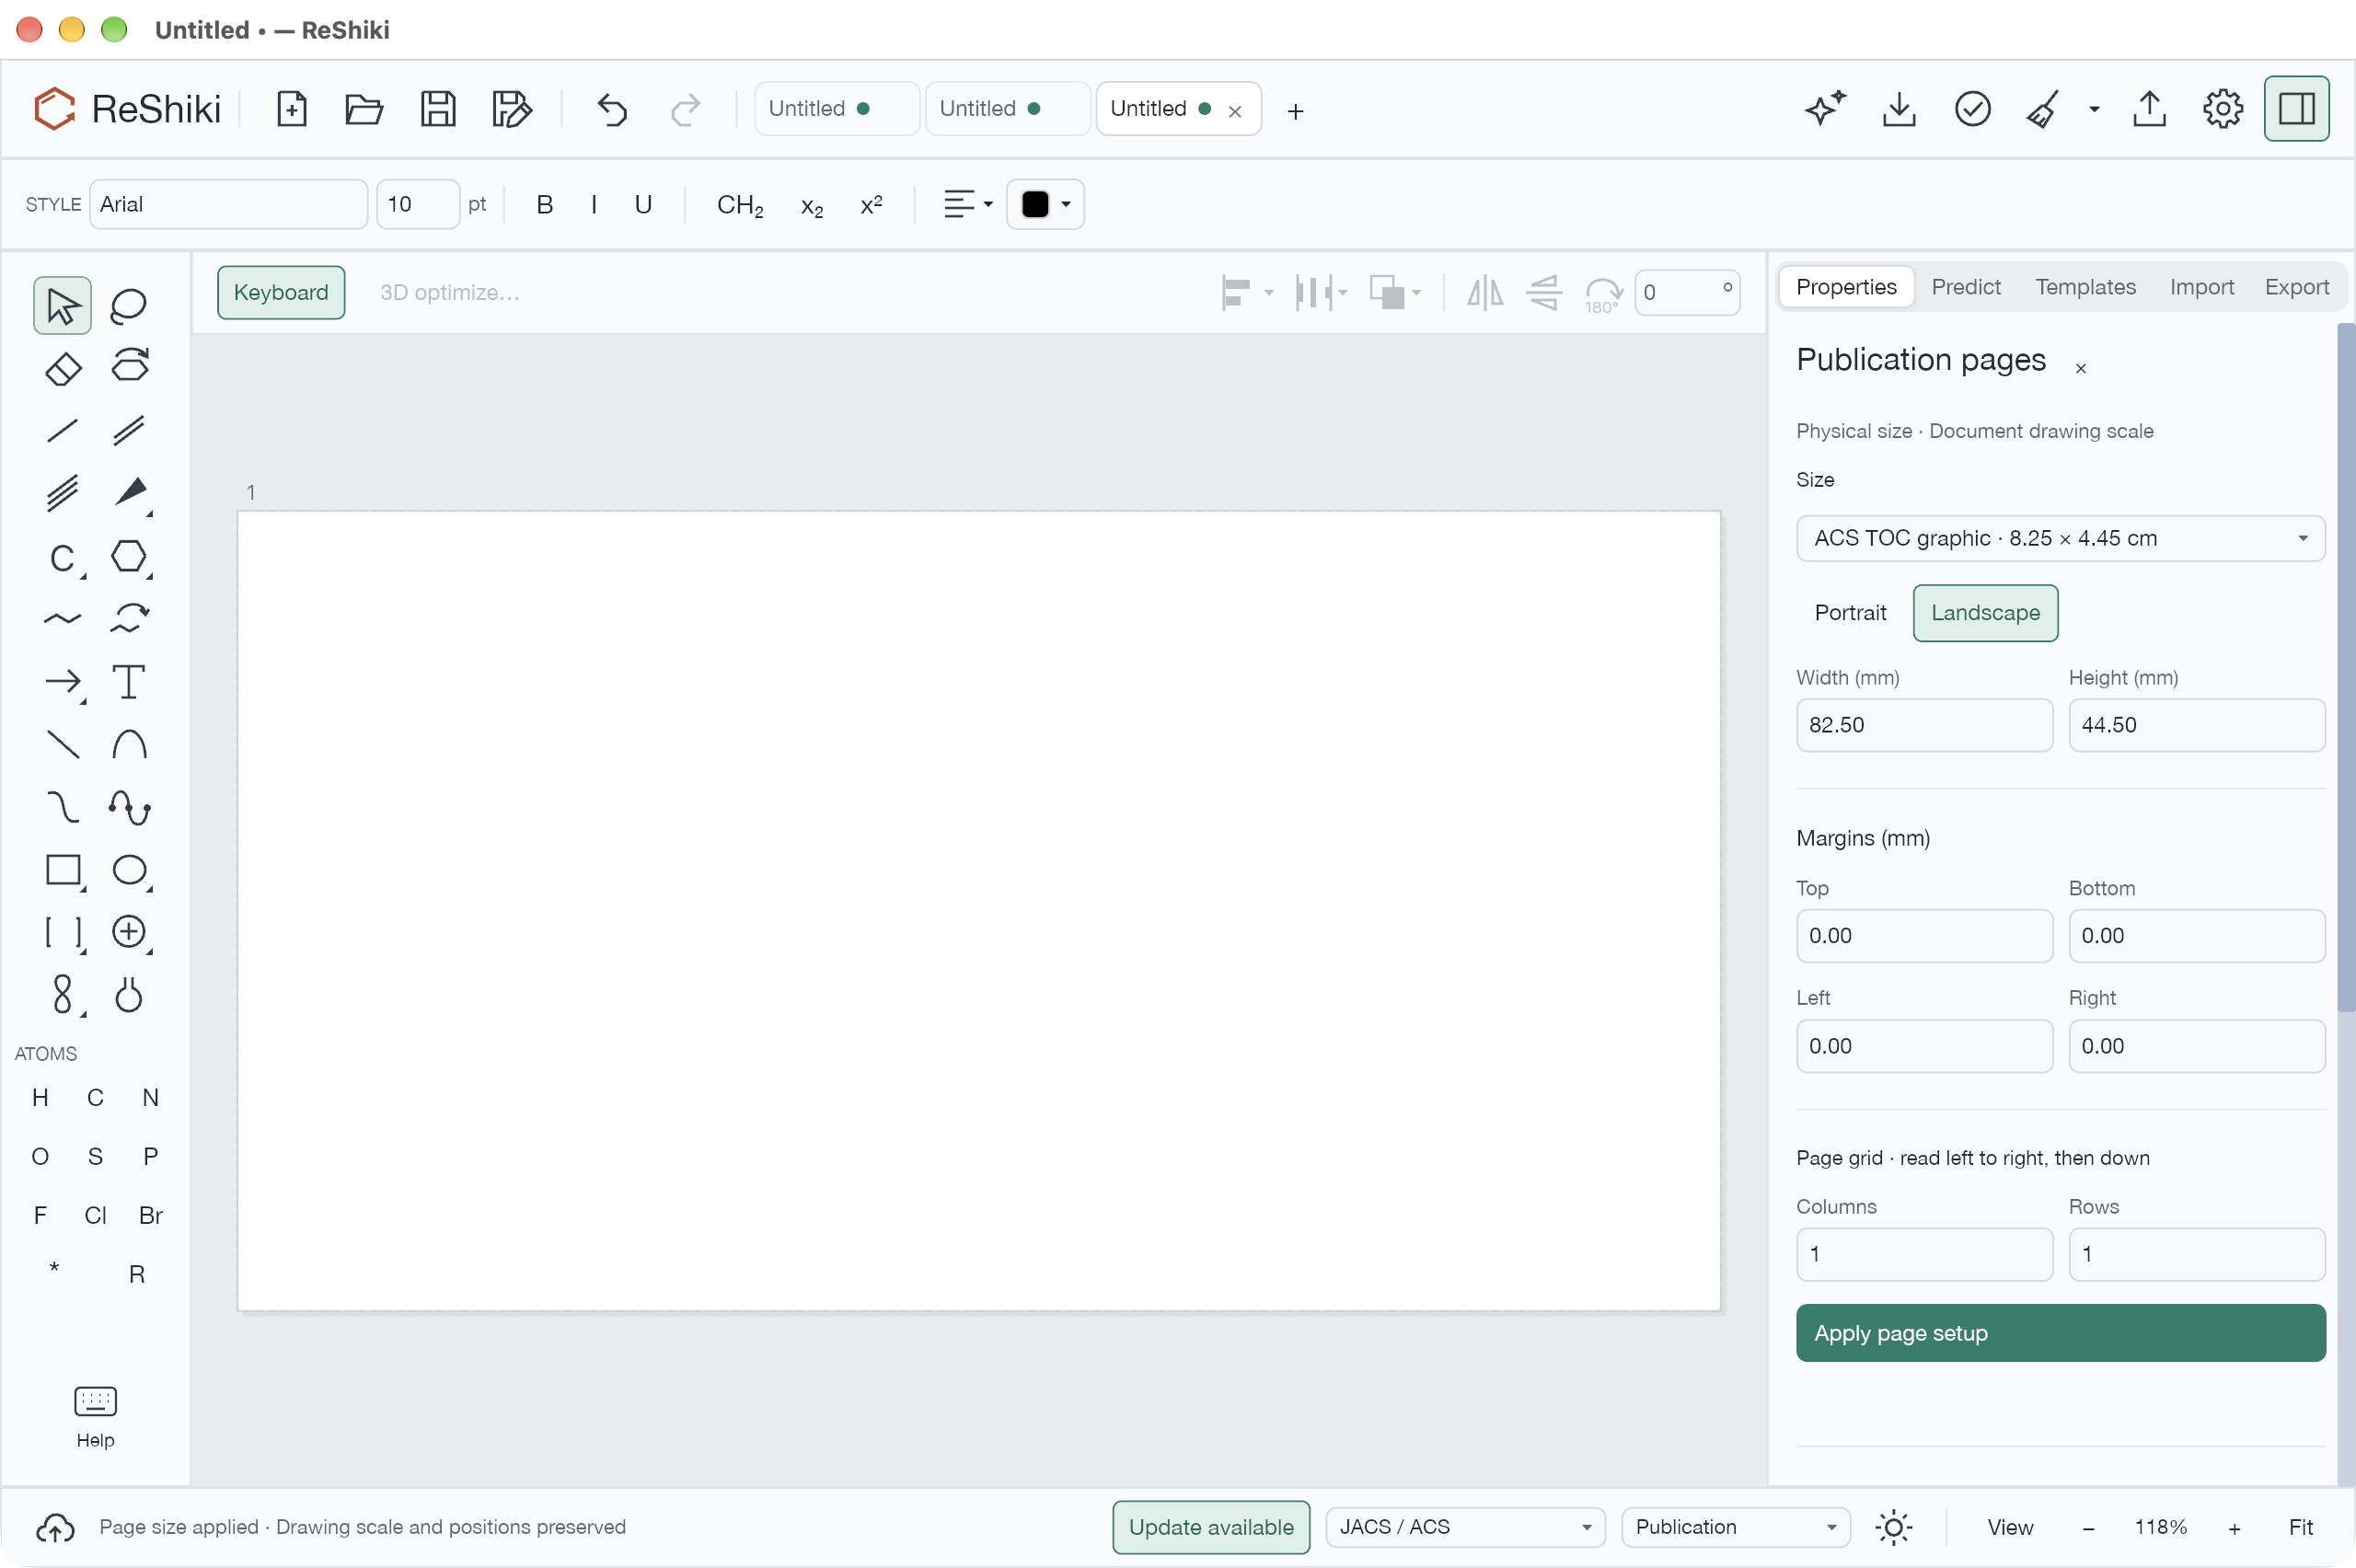 Untitled • — ReShiki
ReShiki
Untitled
Untitled
Untitled ×
+
STYLE Arial 10 pt B I U CH₂ x₂ x²
Keyboard 3D optimize...
180° 0 °
Properties Predict Templates Import Export
Publication pages ×
Physical size · Document drawing scale
Size
ACS TOC graphic · 8.25 × 4.45 cm
Portrait Landscape
Width (mm) Height (mm)
82.50 44.50
Margins (mm)
Top Bottom
0.00 0.00
Left Right
0.00 0.00
Page grid · read left to right, then down
Columns Rows
1 1
Apply page setup
1
C
T
[ ]
ATOMS
H C N
O S P
F Cl Br
* R
Help
Page size applied · Drawing scale and positions preserved
Update available JACS / ACS Publication View − 118% + Fit